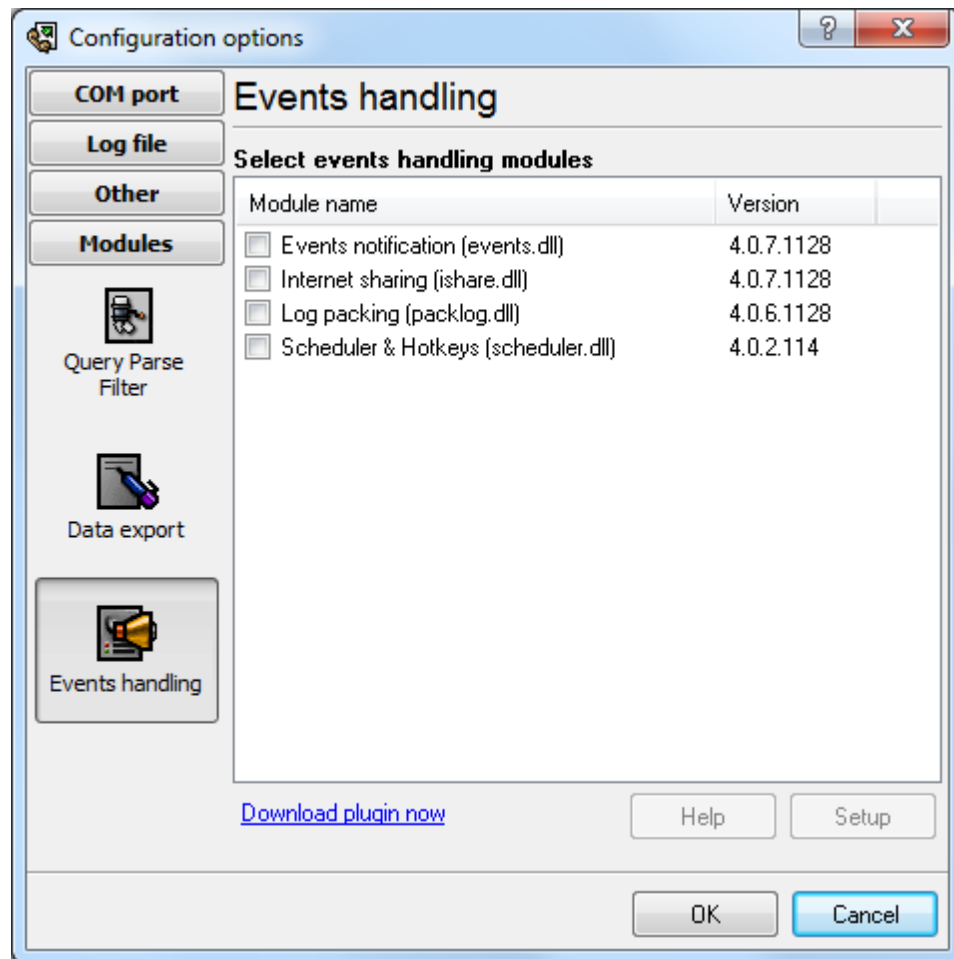 Configuration options
COM port
Log file
Other
Modules
Query Parse
Filter
Data export
Events handling
Events handling
Select events handling modules
Module name Version
Events notification (events.dll) 4.0.7.1128
Internet sharing (ishare.dll) 4.0.7.1128
Log packing (packlog.dll) 4.0.6.1128
Scheduler & Hotkeys (scheduler.dll) 4.0.2.114
Download plugin now
Help
Setup
OK
Cancel